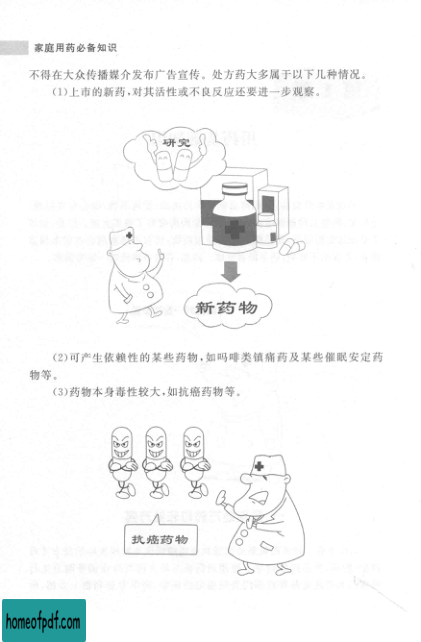 家庭用药必备知识
不得在大众传播媒介发布广告宣传。处方药大多属于以下几种情况。
(1)上市的新药,对其活性或不良反应还要进一步观察。
研究
新药物
(2)可产生依赖性的某些药物,如吗啡类镇痛药及某些催眠安定药
物等。
(3)药物本身毒性较大,如抗癌药物等。
抗癌药物
homeofpdf.com